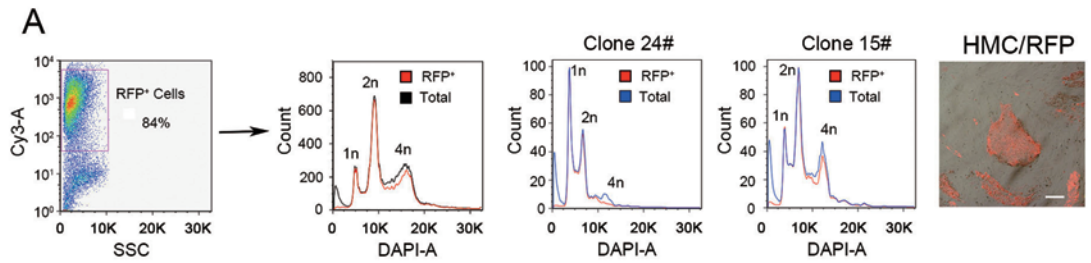 A
Clone 24#
Clone 15#
HMC/RFP
Cy3-A
10⁴
10³
10²
10¹
10⁰
RFP⁺ Cells
84%
0 10K 20K 30K
SSC
Count
800
600
400
200
0
1n
2n
4n
RFP⁺
Total
0 10K 20K 30K
DAPI-A
Count
100
80
60
40
20
0
1n
2n
4n
RFP⁺
Total
0 10K 20K 30K
DAPI-A
Count
100
80
60
40
20
0
1n
2n
4n
RFP⁺
Total
0 10K 20K 30K
DAPI-A